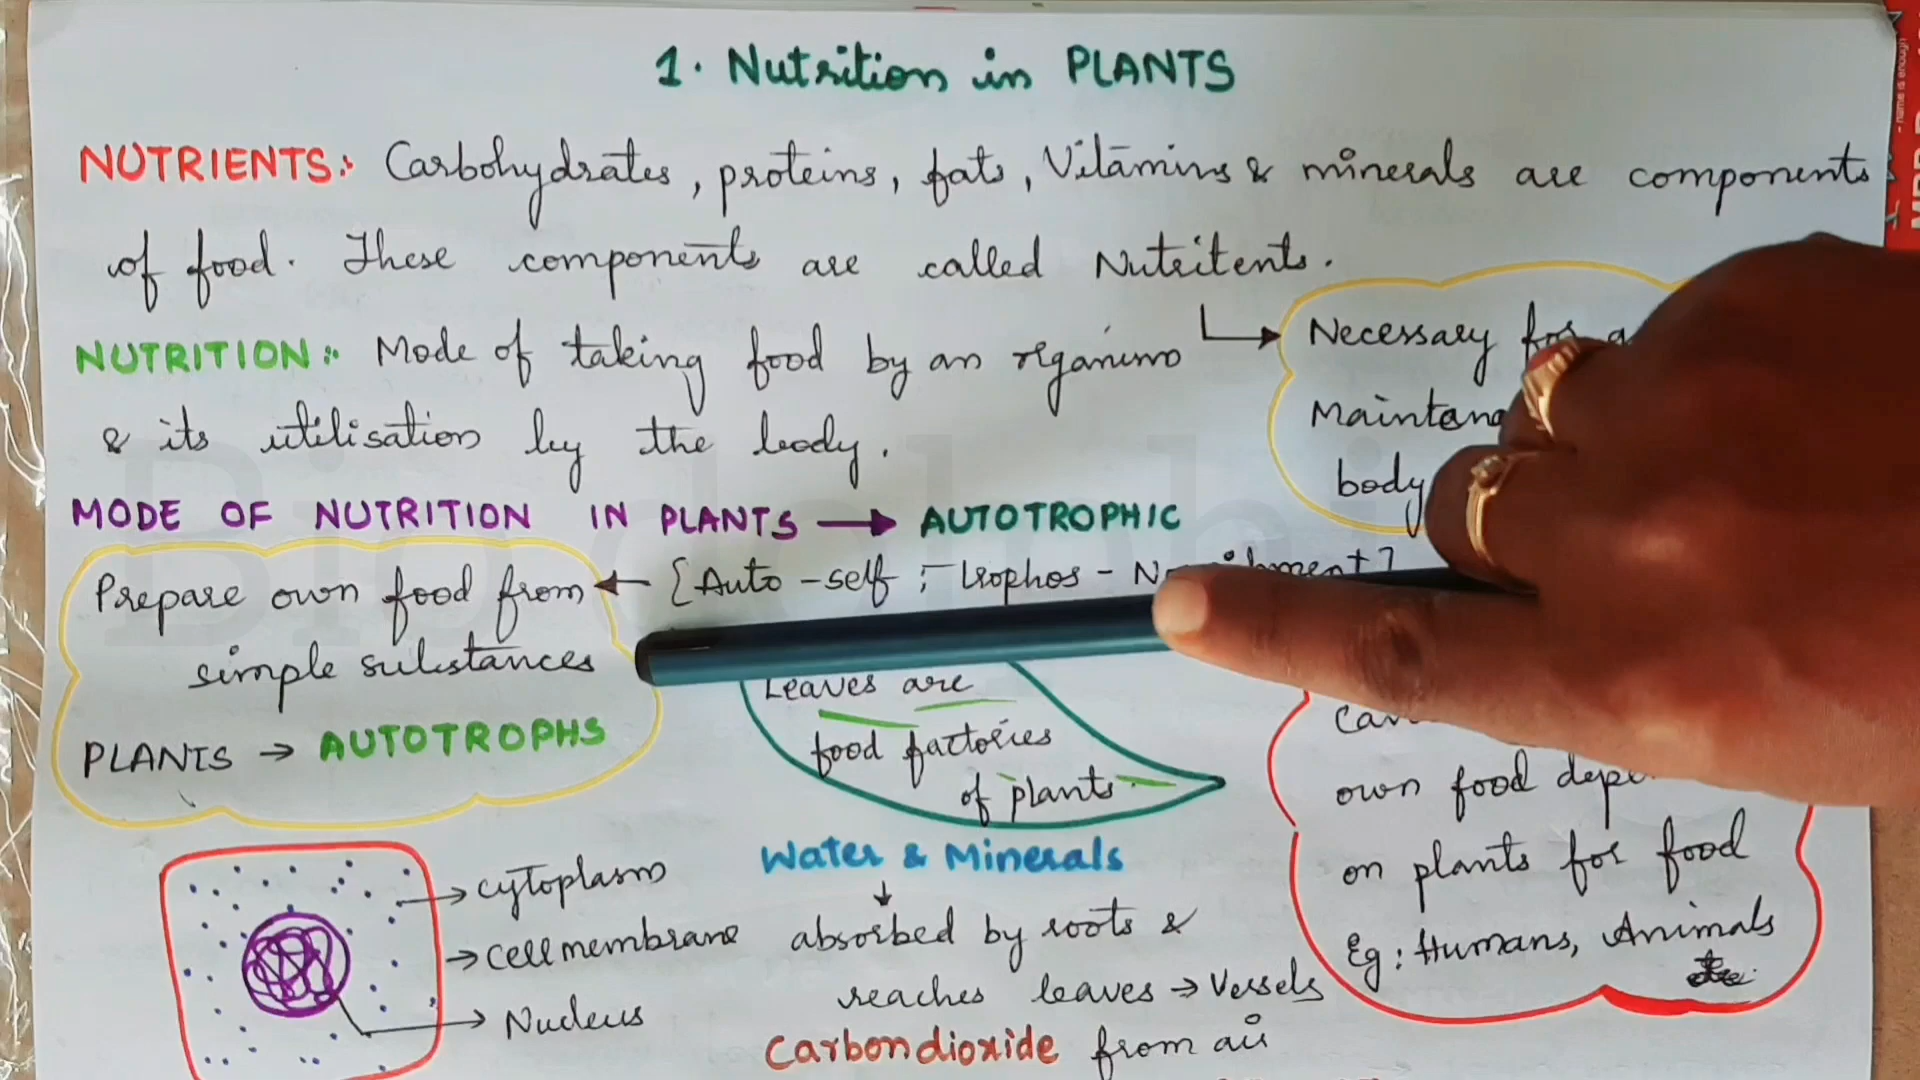 1. Nutrition in PLANTS
NUTRIENTS: Carbohydrates, proteins, fats, Vitamins & minerals are components
of food. These components are called Nutritents.
Necessary for
NUTRITION: Mode of taking food by an
& its utilisation by the body.
body
MODE OF NUTRITION IN PLANTS → AUTOTROPHIC
[Auto - self ; trophos -
Prepare own food from
simple substances
PLANTS → AUTOTROPHS
Leaves are
food factories
of plants
own food
on plants for food
Eg: Humans, Animals
etc.
cytoplasm
cell membrane
Nucleus
Water & Minerals
↓
absorbed by roots &
reaches leaves → Vessels
Carbondioxide from air